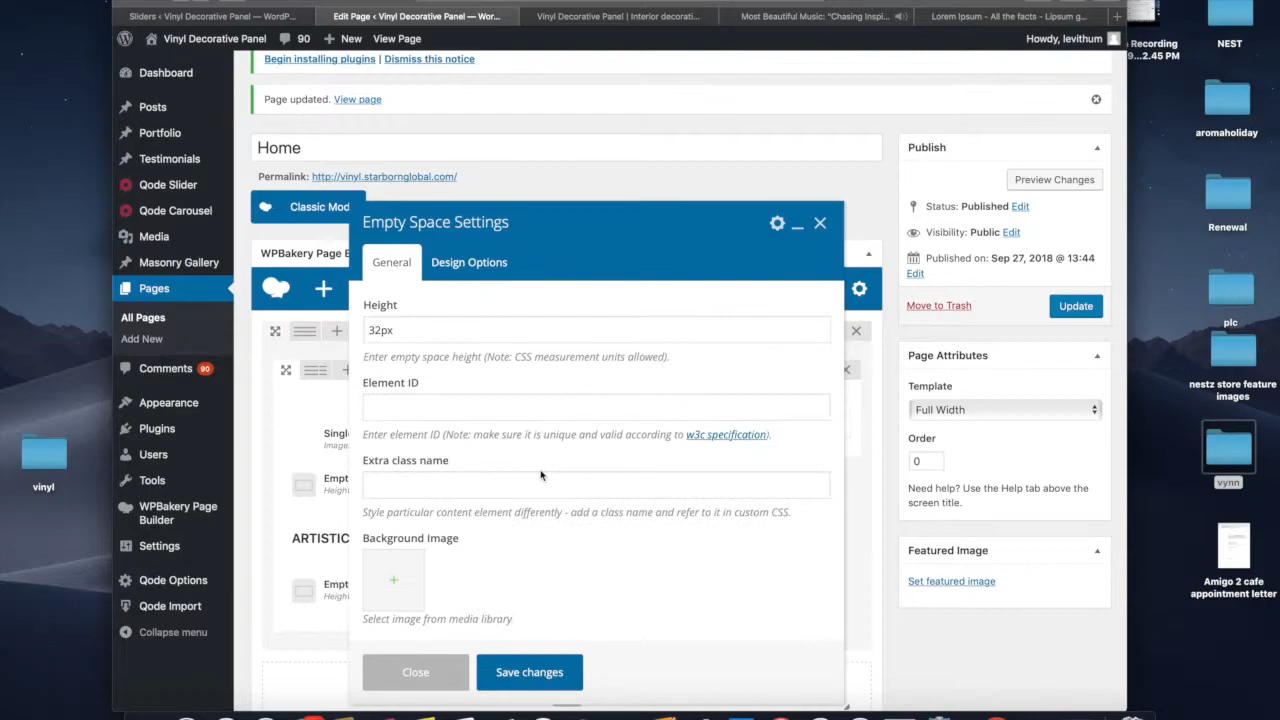 Sliders ‹ Vinyl Decorative Panel — WordP...
Edit Page ‹ Vinyl Decorative Panel — Wor...
Vinyl Decorative Panel | Interior decorati...
Most Beautiful Music: "Chasing Inspi...
Lorem Ipsum - All the facts - Lipsum g...
Recording
9...2.45 PM
NEST
Vinyl Decorative Panel
90
New
View Page
Howdy, levithum
Begin installing plugins | Dismiss this notice
Page updated. View page
Dashboard
Posts
Portfolio
Testimonials
Qode Slider
Qode Carousel
Media
Masonry Gallery
Pages
All Pages
Add New
Comments 90
Appearance
Plugins
Users
Tools
WPBakery Page
Builder
Settings
Qode Options
Qode Import
Collapse menu
Home
Permalink: http://vinyl.starbornglobal.com/
Classic Mod
WPBakery Page B
Singl
Image.
Empt
Height
ARTISTIC
Empt
Height
Empty Space Settings
General
Design Options
Height
32px
Enter empty space height (Note: CSS measurement units allowed).
Element ID
Enter element ID (Note: make sure it is unique and valid according to w3c specification).
Extra class name
Style particular content element differently - add a class name and refer to it in custom CSS.
Background Image
Select image from media library
Close
Save changes
Publish
Preview Changes
Status: Published Edit
Visibility: Public Edit
Published on: Sep 27, 2018 @ 13:44
Edit
Move to Trash
Update
Page Attributes
Template
Full Width
Order
0
Need help? Use the Help tab above the
screen title.
Featured Image
Set featured image
aromaholiday
Renewal
plc
nestz store feature
images
vynn
Amigo 2 cafe
appointment letter
vinyl